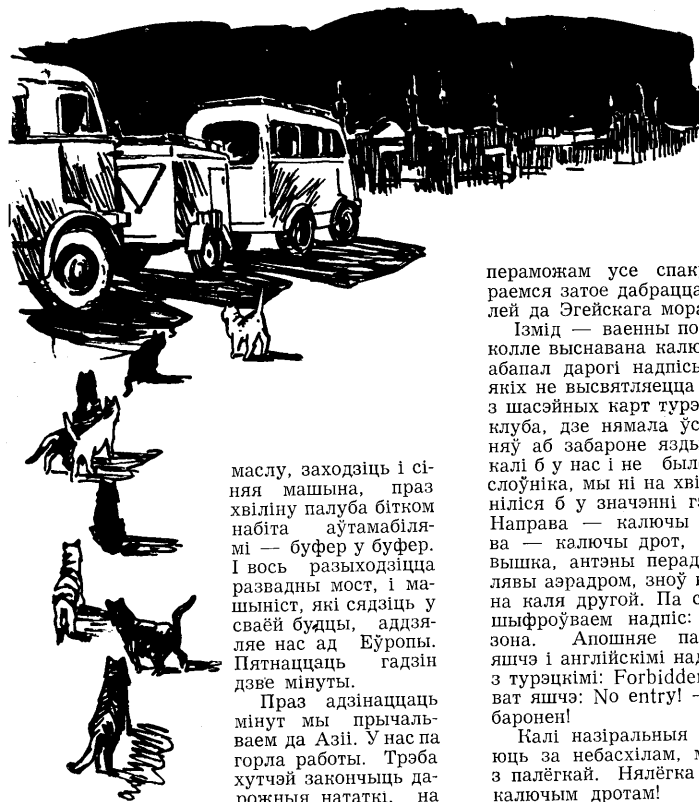 маслу, заходзіць і сі-
няя машына, праз
хвіліну палуба бітком
набіта аўтамабіля-
мі — буфер у буфер.
І вось разыходзіцца
развадны мост, і ма-
шыніст, які сядзіць у
сваёй будцы, аддзя-
ляе нас ад Еўропы.
Пятнаццаць гадзін
дзве мінуты.
Праз адзінаццаць
мінут мы прычаль-
ваем да Азіі. У нас па
горла работы. Трэба
хутчэй закончыць да-
рожныя нататкі, на
пераможам усе спак
раемся затое дабрацца
лей да Эгейскага мора
Ізмід — ваенны по
колле выснавана калю
абапал дарогі надпісь
якіх не высвятляецца
з шасэйных карт турэ
клуба, дзе нямала ўс
няў аб забароне язды
калі б у нас і не был
слоўніка, мы ні на хві
ніліся б у значэнні г
Направа — калючы
ва — калючы дрот,
вышка, антэны перад
лявы аэрадром, зноў
на каля другой. Па с
шыфроўваем надпіс:
зона. Апошняе па
яшчэ і англійскімі над
з турэцкімі: Forbidde
ват яшчэ: No entry! –
баронен!
Калі назіральныя
юць за небасхілам, м
з палёгкай. Нялёгка
калючым дротам!